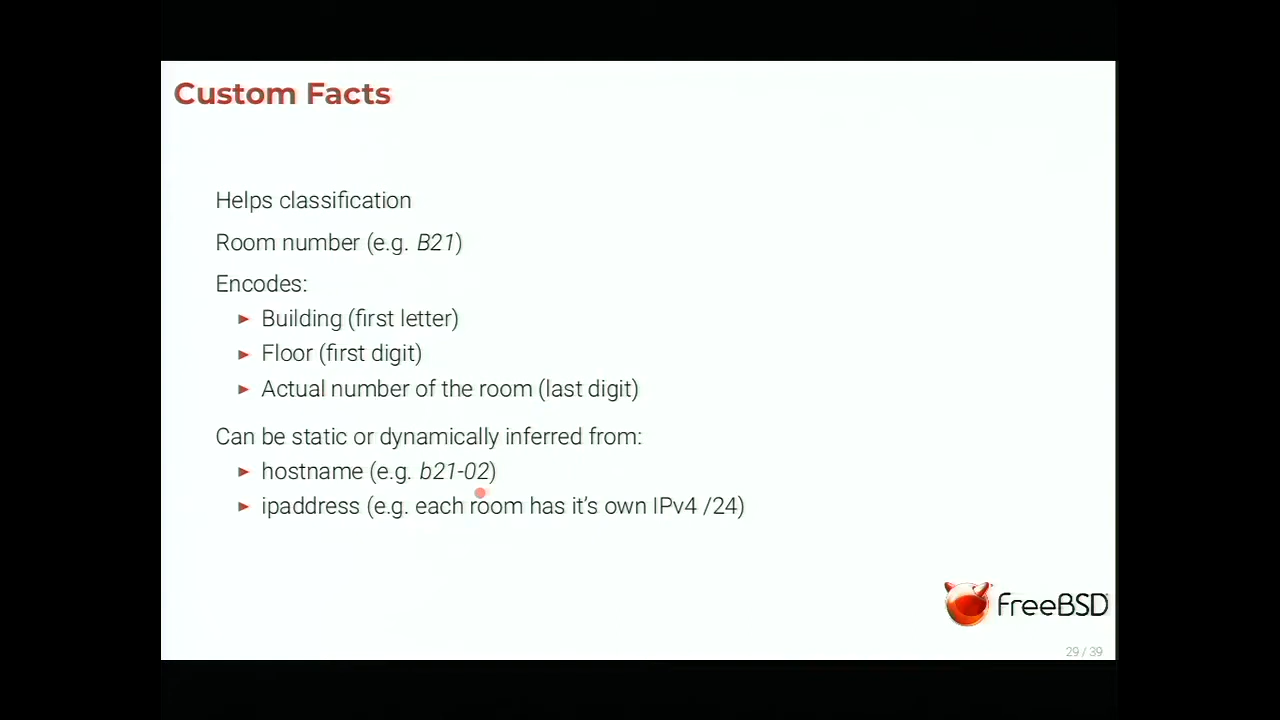 Custom Facts
Helps classification
Room number (e.g. B21)
Encodes:
► Building (first letter)
► Floor (first digit)
► Actual number of the room (last digit)
Can be static or dynamically inferred from:
► hostname (e.g. b21-02)
► ipaddress (e.g. each room has it's own IPv4 /24)
FreeBSD
29 / 39